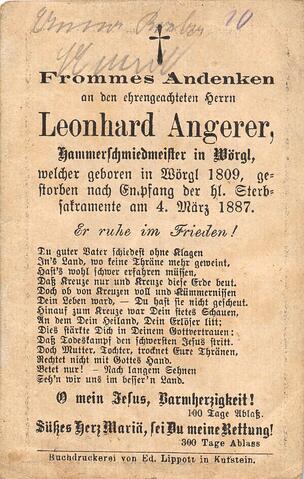 10
Frommes Andenken
an den ehrengeachteten Herrn
Leonhard Angerer,
Hammerschmiedmeister in Wörgl,
welcher geboren in Wörgl 1809, ge-
storben nach Empfang der hl. Sterb-
sakramente am 4. März 1887.
Er ruhe im Frieden!
Du guter Vater schiedest ohne Klagen
In's Land, wo keine Thräne mehr geweint,
Hast's wohl schwer erfahren müssen,
Daß Kreuze nur und Kreuze diese Erde beut.
Doch ob von Kreuzen voll und Kümmernissen
Dein Leben ward, — Du hast sie nicht gescheut.
Hinauf zum Kreuze war Dein stetes Schauen,
An dem Dein Heiland, Dein Erlöser litt;
Dies stärkte Dich in Deinem Gottvertrauen:
Daß Todeskampf den schwersten Jesus stritt.
Doch Mutter, Tochter, trocknet Eure Thränen,
Rechtet nicht mit Gottes Hand.
Betet nur! – Nach langem Sehnen
Seh'n wir uns im besser'n Land.
O mein Jesus, Barmherzigkeit!
100 Tage Ablaß.
Süßes Herz Mariä, sei Du meine Rettung!
300 Tage Ablass
Buchdruckerei von Ed. Lippott in Kufstein.